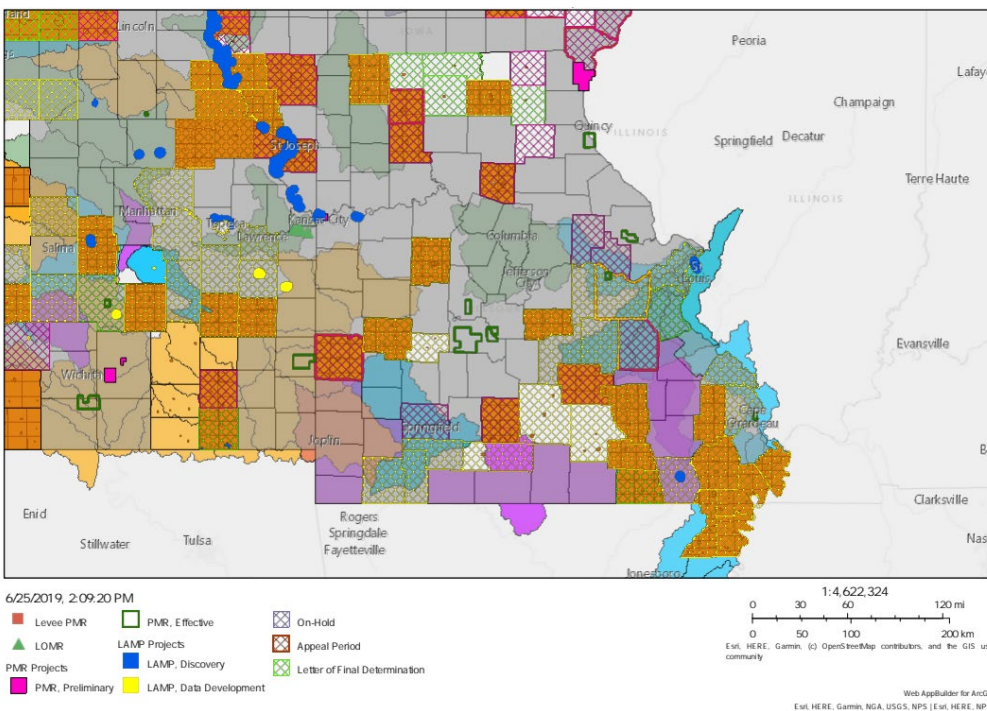 Lincoln
IOWA
Peoria
Lafay
Champaign
Quincy
ILLINOIS
Springfield
Decatur
St Joseph
Terre Haute
ILLINOIS
Manhattan
Topeka
Kansas City
Lawrence
Columbia
Salina
Jefferson
City
Louis
Evansville
Wichita
Cape
Girardeau
Joplin
Springfield
Clarksville
Enid
Rogers
Springdale
Fayetteville
Stillwater
Tulsa
Nas
Jonesboro
6/25/2019, 2:09:20 PM
Levee PMR
LOMR
PMR Projects
PMR, Preliminary
PMR, Effective
LAMP Projects
LAMP, Discovery
LAMP, Data Development
On-Hold
Appeal Period
Letter of Final Determination
1:4,622,324
0 30 60 120 mi
0 50 100 200 km
Esri, HERE, Garmin, (c) OpenStreetMap contributors, and the GIS us
community
Web AppBuilder for ArcG
Esri, HERE, Garmin, NGA, USGS, NPS | Esri, HERE, NP